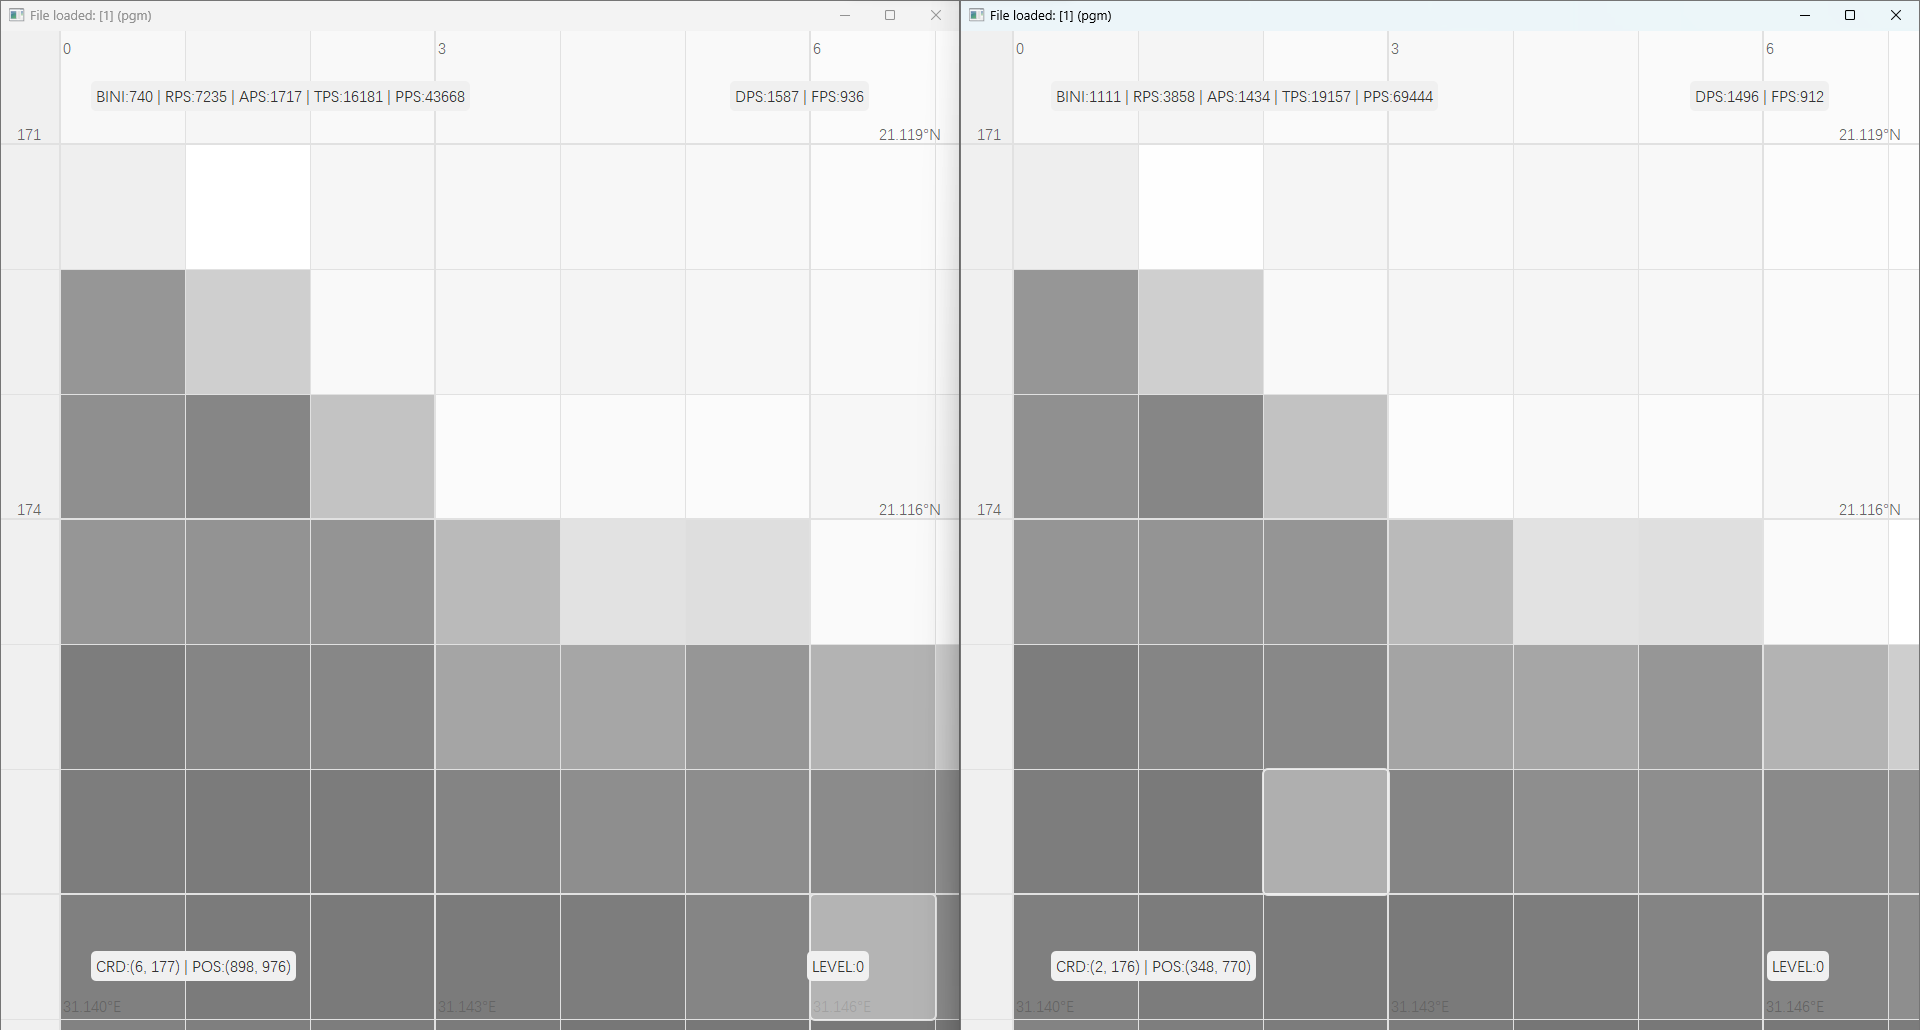 File loaded: [1] (pgm)
0 3 6
BINI:740 | RPS:7235 | APS:1717 | TPS:16181 | PPS:43668
DPS:1587 | FPS:936
171
21.119°N
174
21.116°N
CRD:(6, 177) | POS:(898, 976)
LEVEL:0
31.140°E 31.143°E 31.146°E
File loaded: [1] (pgm)
0 3 6
BINI:1111 | RPS:3858 | APS:1434 | TPS:19157 | PPS:69444
DPS:1496 | FPS:912
171
21.119°N
174
21.116°N
CRD:(2, 176) | POS:(348, 770)
LEVEL:0
31.140°E 31.143°E 31.146°E